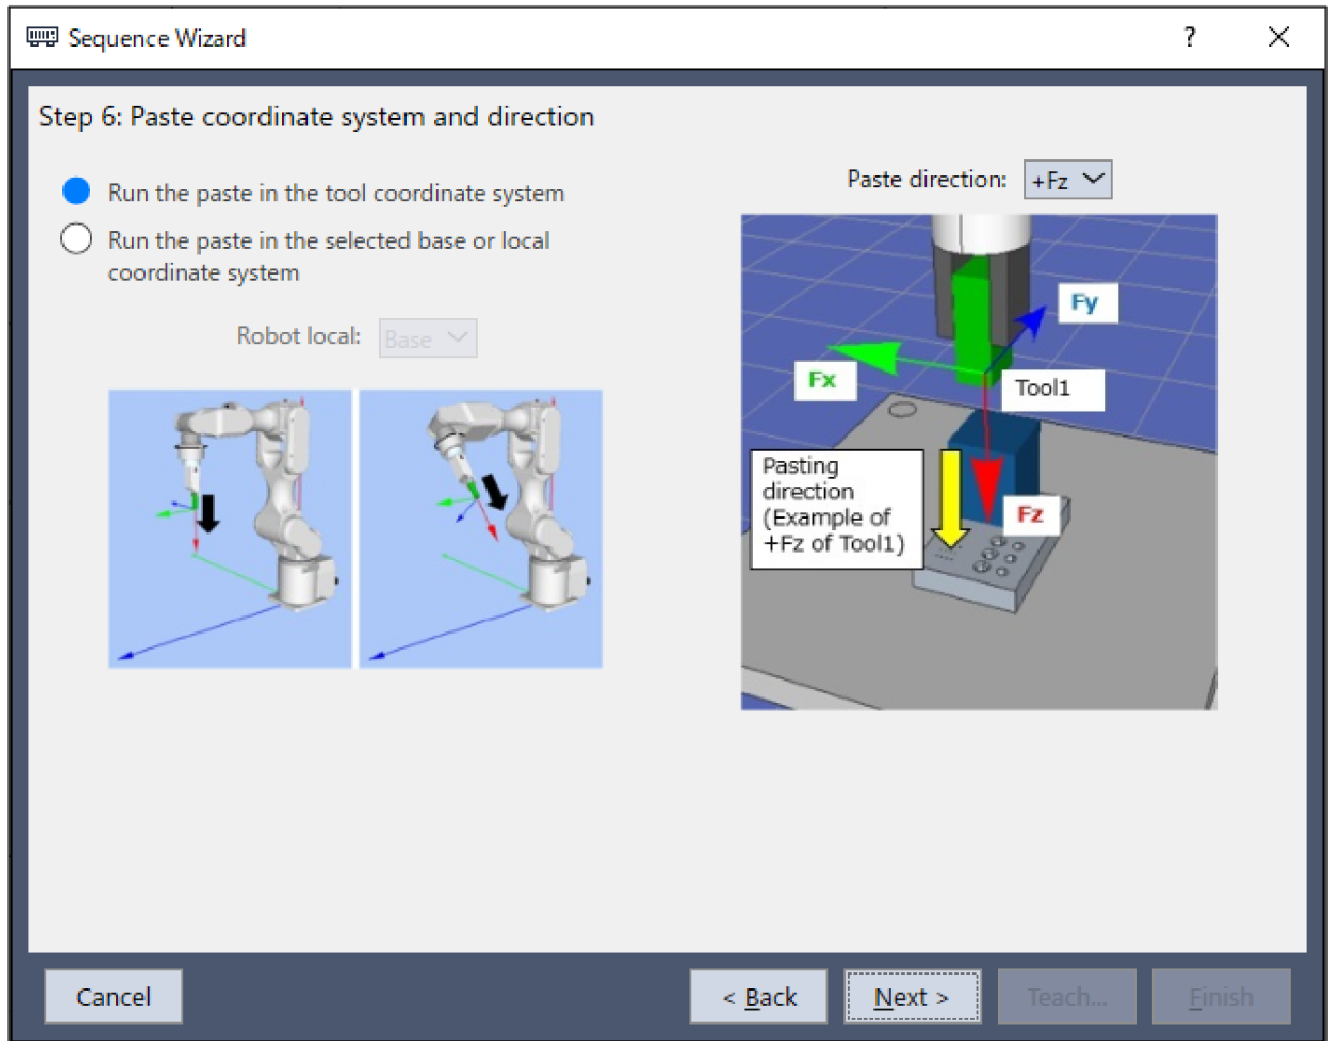 Sequence Wizard
?
Step 6: Paste coordinate system and direction
Run the paste in the tool coordinate system
Run the paste in the selected base or local
coordinate system
Robot local:
Base
Paste direction:
+Fz
Fy
Fx
Tool1
Pasting
direction
(Example of
+Fz of Tool1)
Fz
Cancel
< Back
Next >
Teach...
Finish